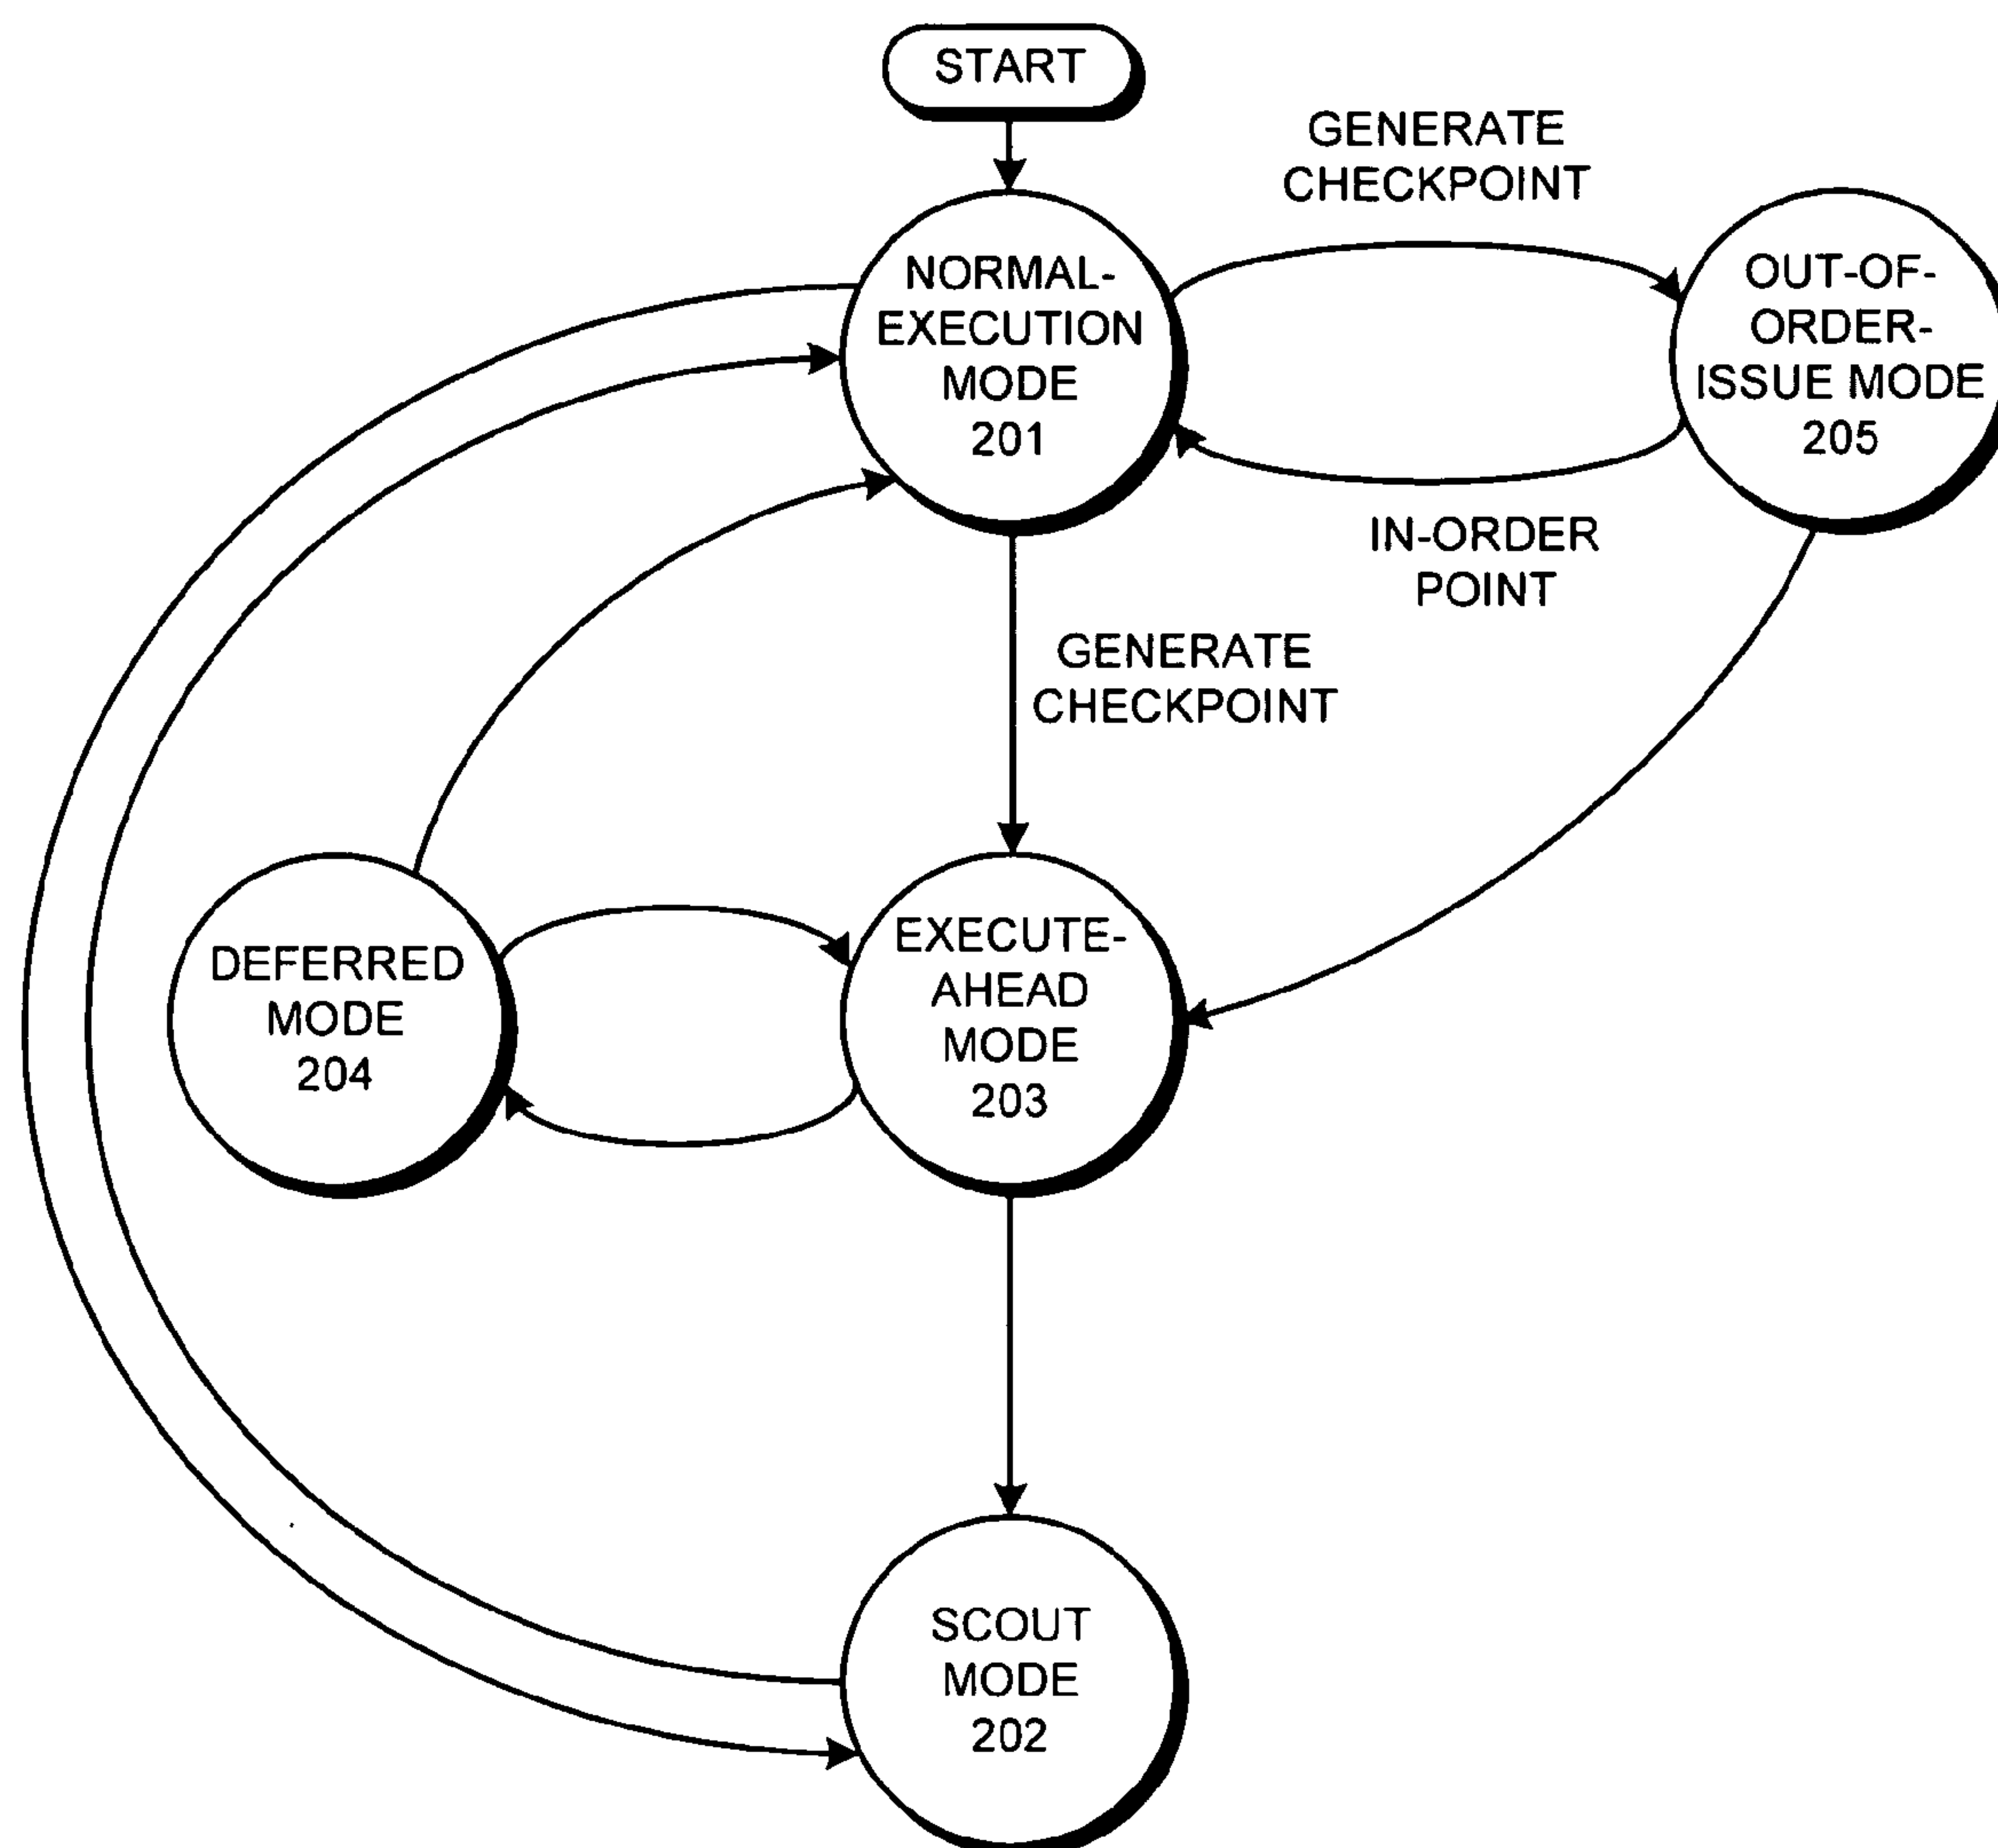 START
GENERATE
CHECKPOINT
NORMAL-
EXECUTION
MODE
201
OUT-OF-
ORDER-
ISSUE MODE
205
IN-ORDER
POINT
GENERATE
CHECKPOINT
DEFERRED
MODE
204
EXECUTE-
AHEAD
MODE
203
SCOUT
MODE
202